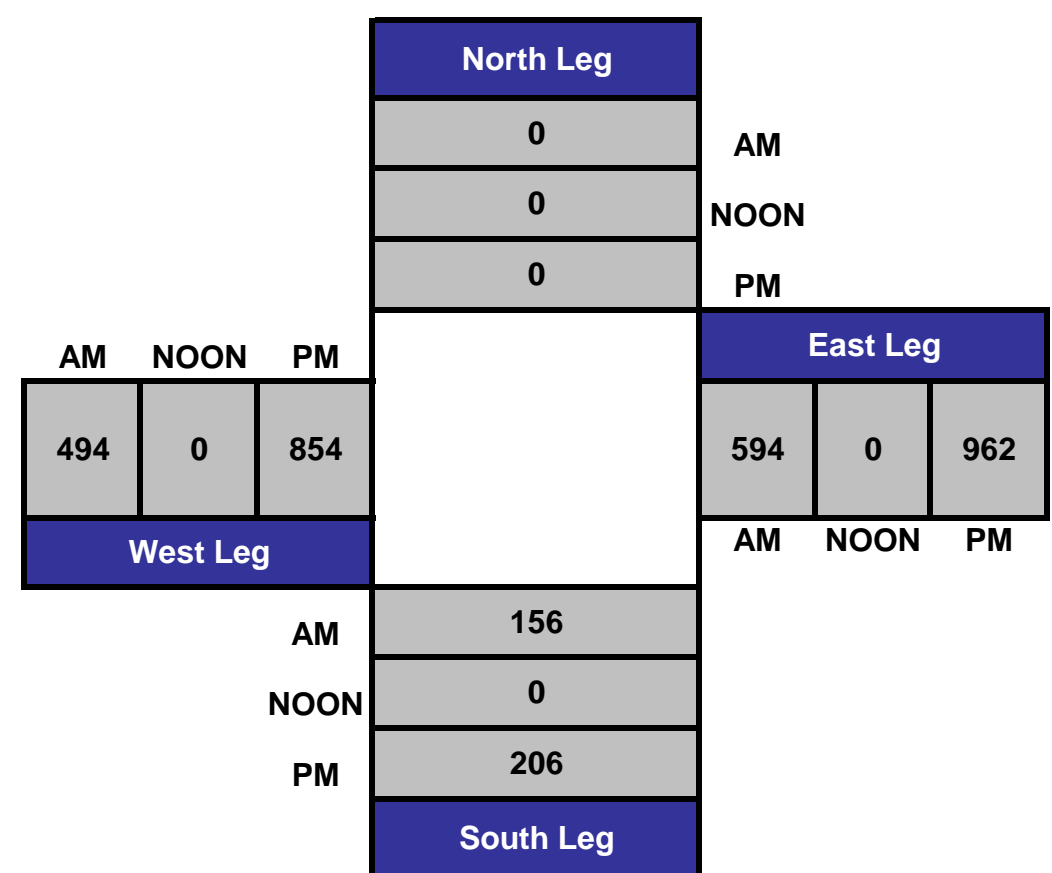 North Leg
0 AM
0 NOON
0 PM
AM NOON PM East Leg
494 0 854 594 0 962
West Leg AM NOON PM
AM 156
NOON 0
PM 206
South Leg